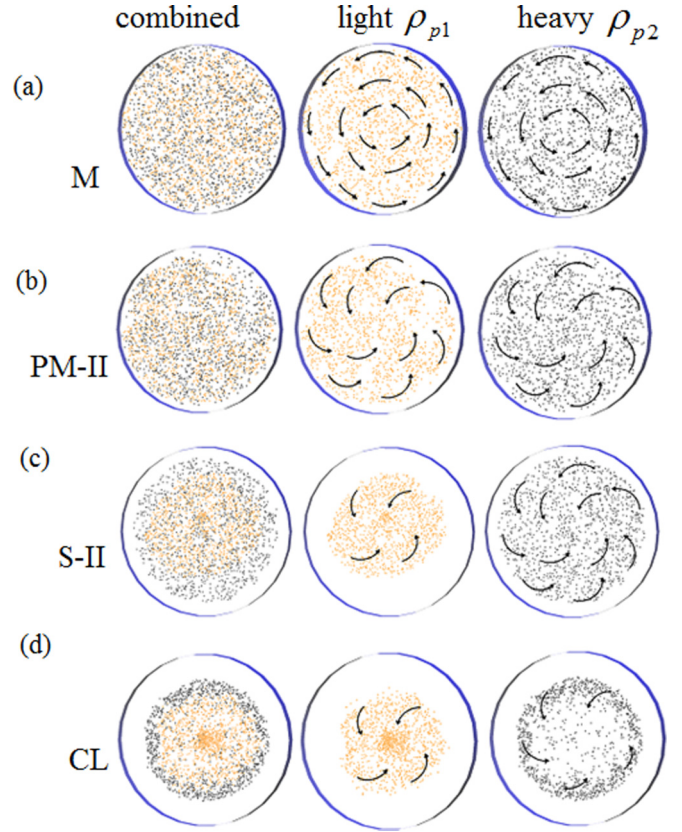 combined light ρp1 heavy ρp2
(a)
M
(b)
PM-II
(c)
S-II
(d)
CL